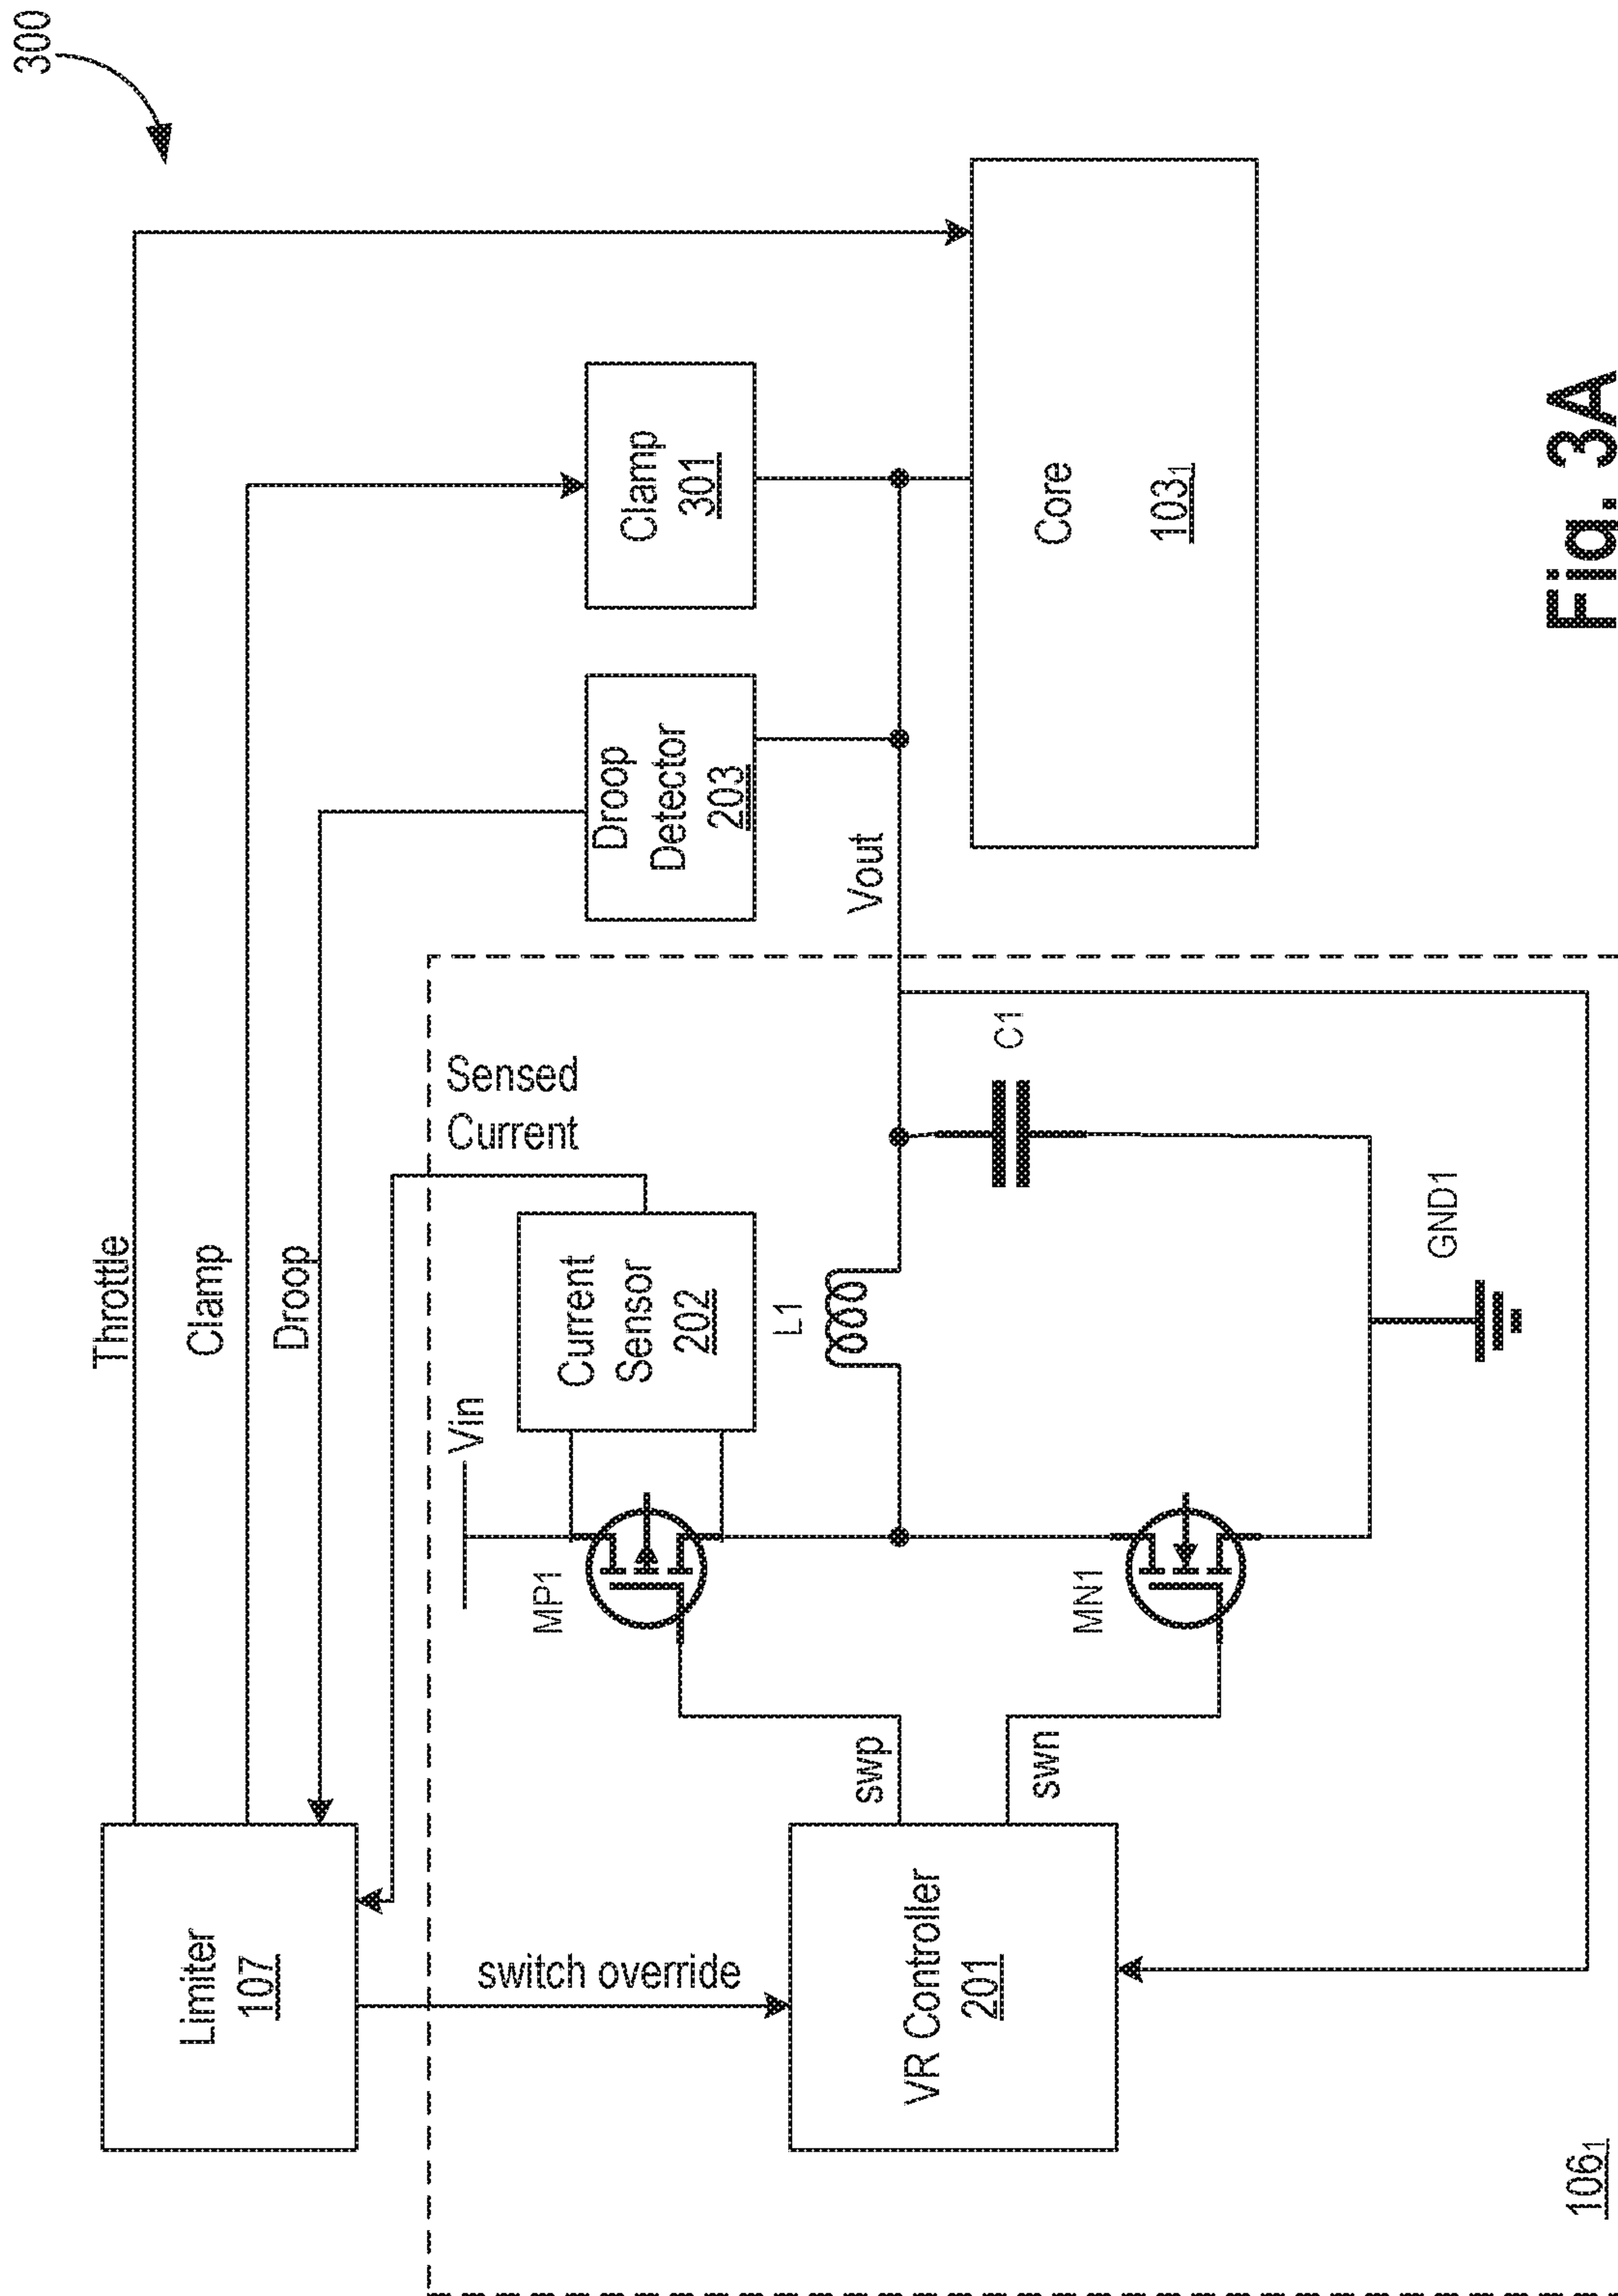 300
Throttle
Clamp
Droop
Limiter
107
Sensed
Current
Vin
Current
Sensor
202
Droop
Detector
203
Clamp
301
switch override
MP1
L1
Vout
swp
swn
VR Controller
201
MN1
C1
Core
103₁
GND1
106₁
Fig. 3A